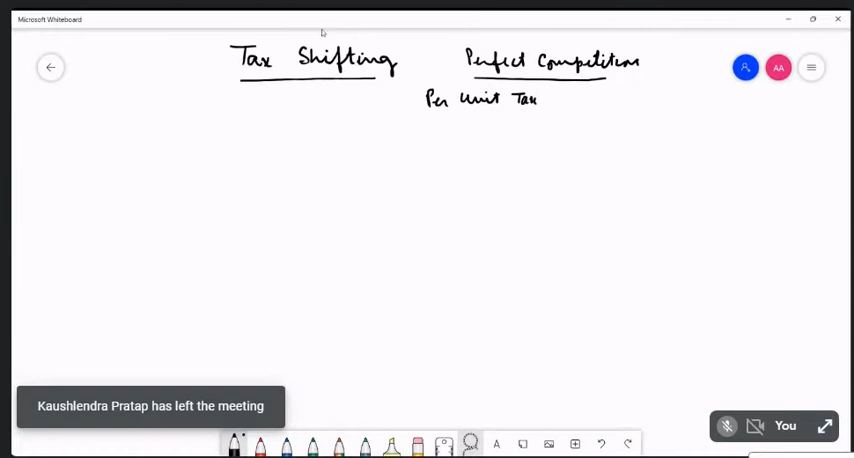 Microsoft Whiteboard
Tax Shifting Perfect Competition
Per Unit Tax
AA
Kaushlendra Pratap has left the meeting
You
A